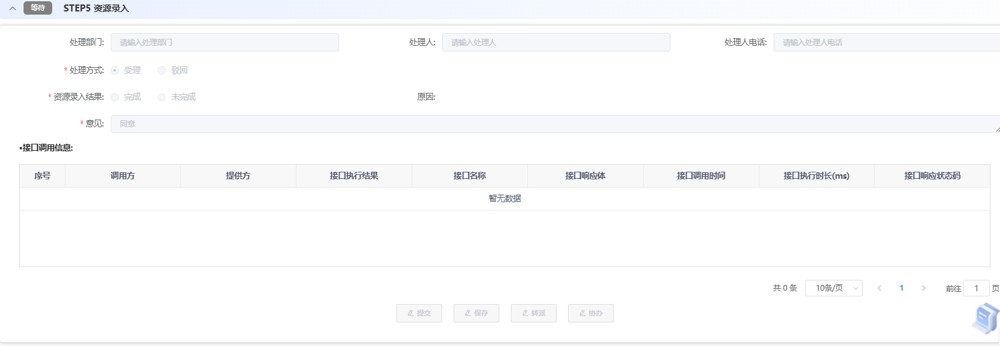 等待 STEP5 资源录入
处理部门: 请输入处理部门 处理人: 请输入处理人 处理人电话: 请输入处理人电话
* 处理方式: 受理 驳回
* 资源录入结果: 完成 未完成 原因:
* 意见: 同意
•接口调用信息:
序号 调用方 提供方 接口执行结果 接口名称 接口响应体 接口调用时间 接口执行时长(ms) 接口响应状态码
暂无数据
共 0 条 10条/页 1 前往 1 页
提交 保存 转派 协办